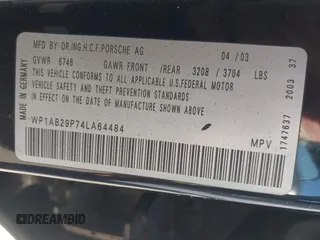 MFD BY DR.ING.H.C.F.PORSCHE AG 04/03
GVWR 6748 GAWR FRONT /REAR 3208/3704 LBS
THIS VEHICLE CONFORMS TO ALL APPLICABLE U.S.FEDERAL MOTOR
VEHICLE SAFETY AND THEFT PREVENTION STANDARDS IN EFFECT
ON THE DATE OF MANUFACTURE SHOWN ABOVE
WP1AB29P74LA64484 MPV
MADE IN GERMANY
1747637 2003 37
DREAMBID